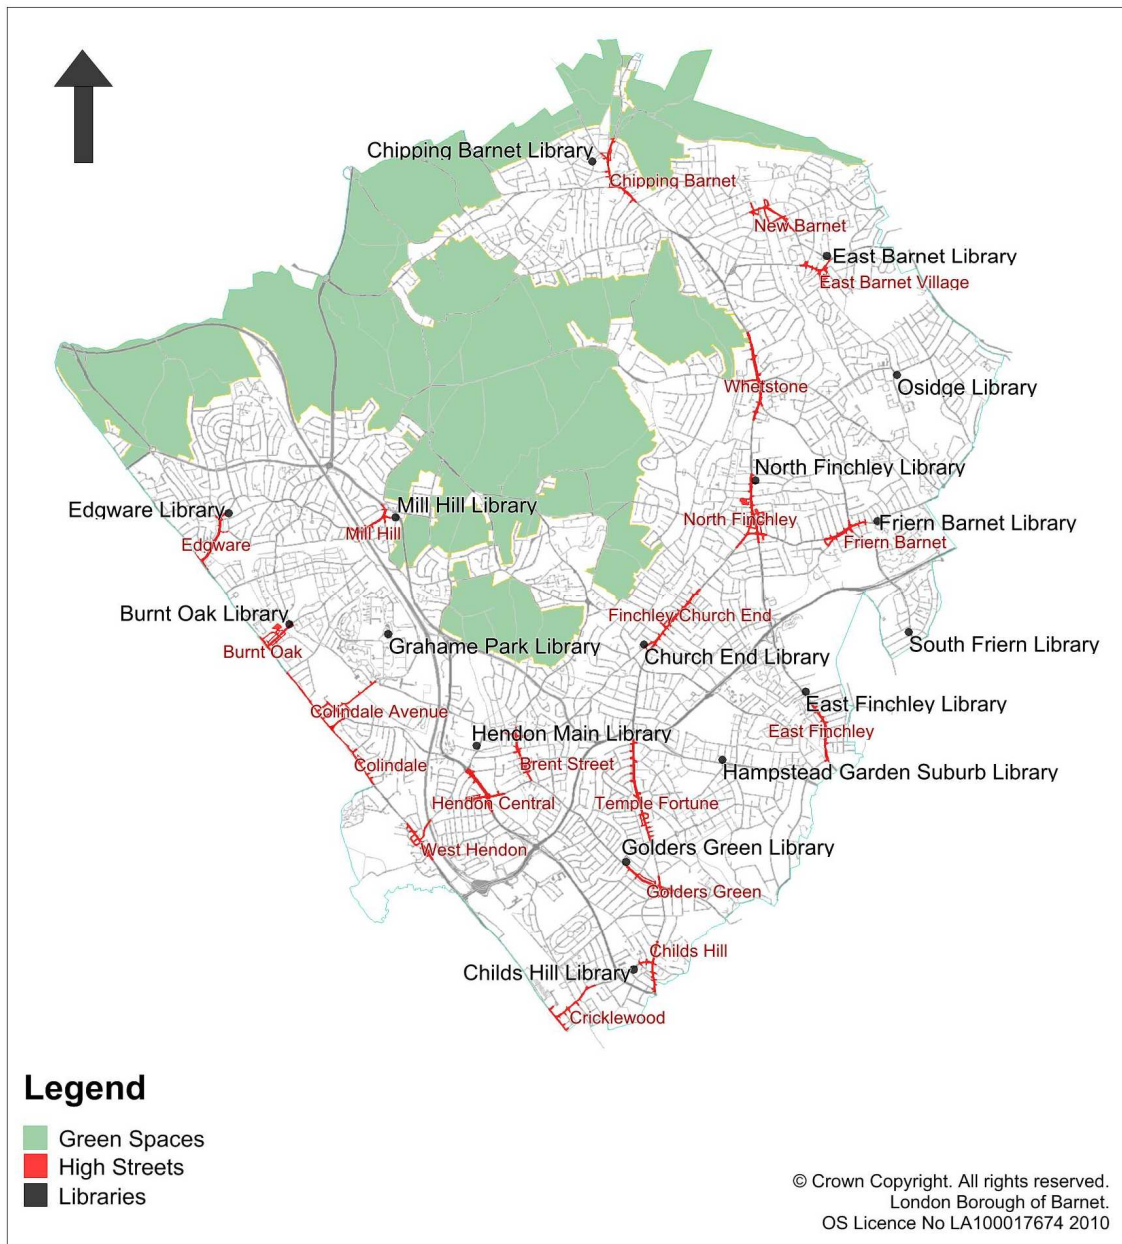 Chipping Barnet Library
Chipping Barnet
New Barnet
East Barnet Library
East Barnet Village
Whetstone
Osidge Library
North Finchley Library
Edgware Library
Mill Hill Library
North Finchley
Friern Barnet Library
Mill Hill
Edgware
Friern Barnet
Burnt Oak Library
Finchley Church End
Grahame Park Library
South Friern Library
Burnt Oak
Church End Library
East Finchley Library
Colindale Avenue
Hendon Main Library
East Finchley
Colindale
Brent Street
Hampstead Garden Suburb Library
Hendon Central
Temple Fortune
West Hendon
Golders Green Library
Golders Green
Childs Hill
Childs Hill Library
Cricklewood
Legend
Green Spaces
High Streets
Libraries
© Crown Copyright. All rights reserved.
London Borough of Barnet.
OS Licence No LA100017674 2010